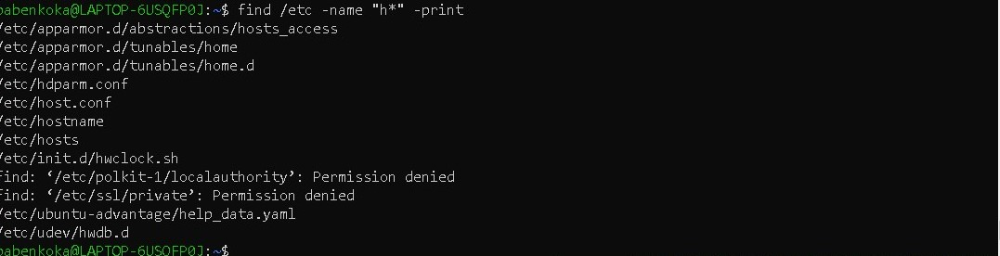 babenkoka@LAPTOP-6USQFP0J:~$ find /etc -name "h*" -print
/etc/apparmor.d/abstractions/hosts_access
/etc/apparmor.d/tunables/home
/etc/apparmor.d/tunables/home.d
/etc/hdparm.conf
/etc/host.conf
/etc/hostname
/etc/hosts
/etc/init.d/hwclock.sh
find: ‘/etc/polkit-1/localauthority’: Permission denied
find: ‘/etc/ssl/private’: Permission denied
/etc/ubuntu-advantage/help_data.yaml
/etc/udev/hwdb.d
babenkoka@LAPTOP-6USQFP0J:~$